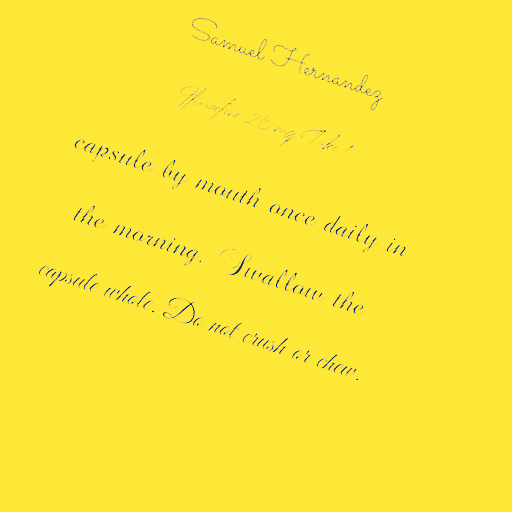 Samuel Hernandez
20 mg Take 1
capsule by mouth once daily in
the morning. Swallow the
capsule whole. Do not crush or chew.